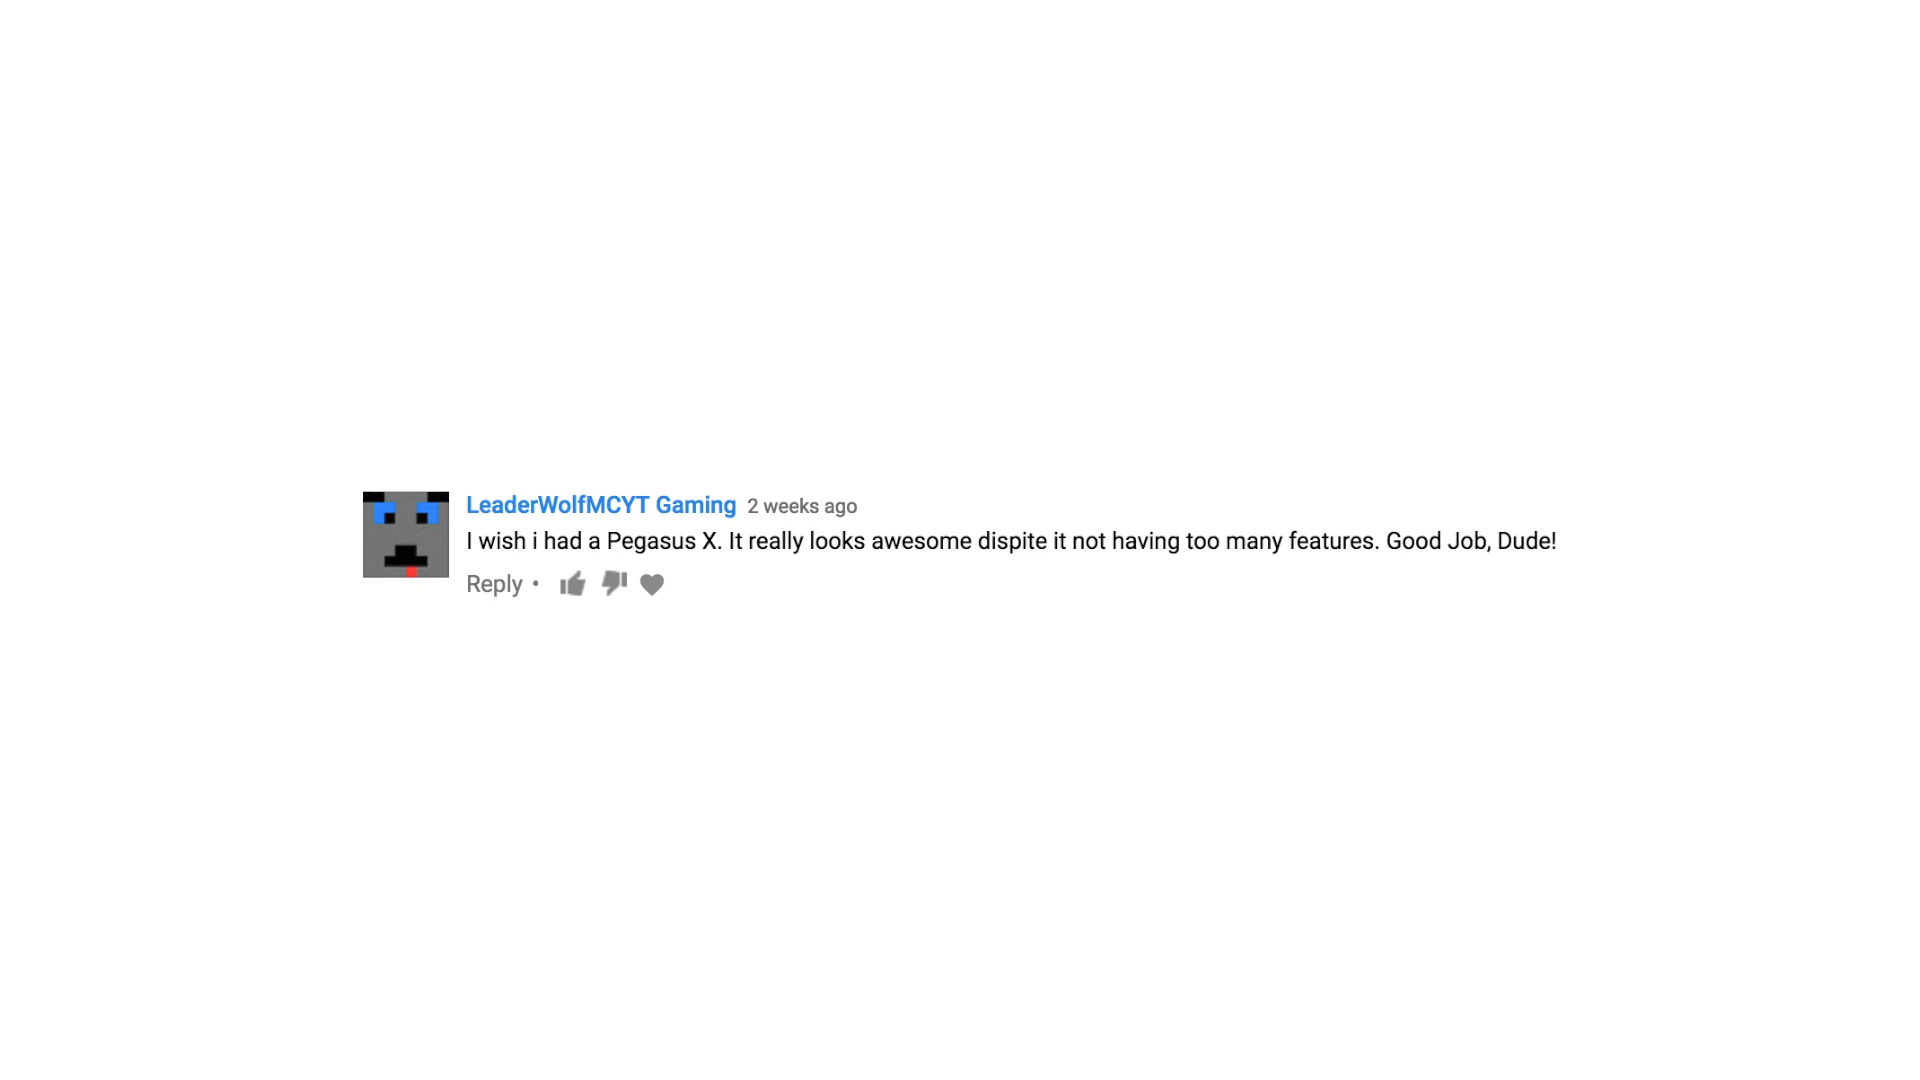 LeaderWolfMCYT Gaming 2 weeks ago
I wish i had a Pegasus X. It really looks awesome dispite it not having too many features. Good Job, Dude!
Reply •